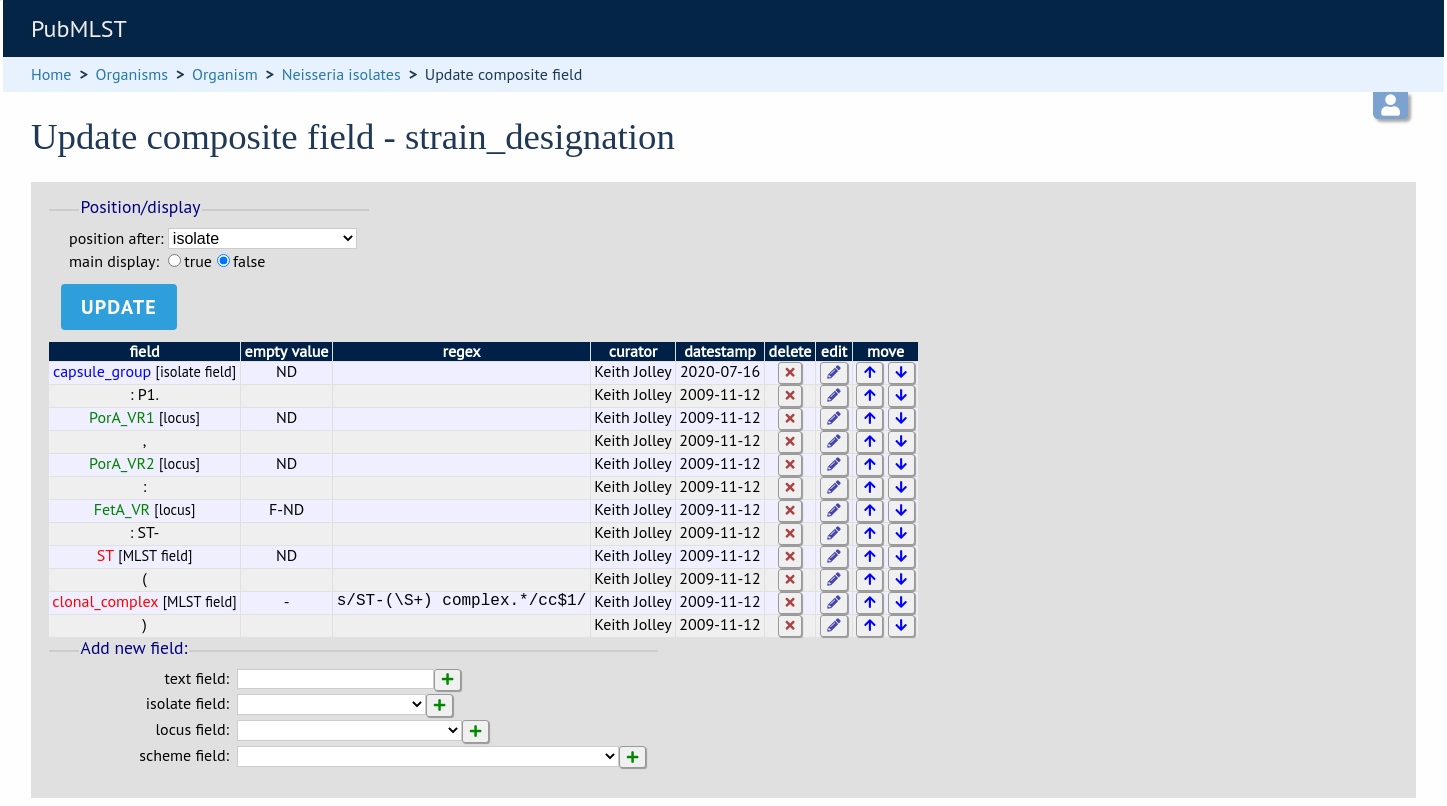 PubMLST
Home > Organisms > Organism > Neisseria isolates > Update composite field
Update composite field - strain_designation
Position/display
position after: isolate
main display: true false
UPDATE
field empty value regex curator datestamp delete edit move
capsule_group [isolate field] ND Keith Jolley 2020-07-16
: P1. Keith Jolley 2009-11-12
PorA_VR1 [locus] ND Keith Jolley 2009-11-12
, Keith Jolley 2009-11-12
PorA_VR2 [locus] ND Keith Jolley 2009-11-12
: Keith Jolley 2009-11-12
FetA_VR [locus] F-ND Keith Jolley 2009-11-12
: ST- Keith Jolley 2009-11-12
ST [MLST field] ND Keith Jolley 2009-11-12
( Keith Jolley 2009-11-12
clonal_complex [MLST field] - s/ST-(\S+) complex.*/cc$1/ Keith Jolley 2009-11-12
) Keith Jolley 2009-11-12
Add new field:
text field:
isolate field:
locus field:
scheme field: